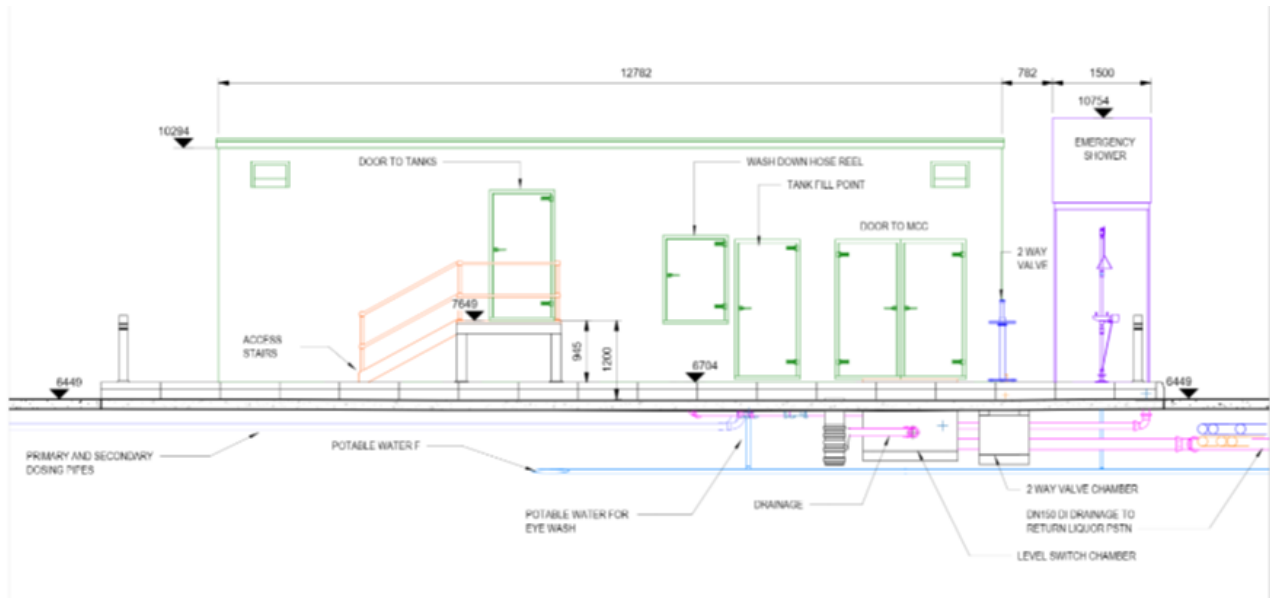 12782
782
1500
10754
10294
EMERGENCY
SHOWER
DOOR TO TANKS
WASH DOWN HOSE REEL
TANK FILL POINT
DOOR TO MCC
2 WAY
VALVE
7649
ACCESS
STAIRS
945
1200
6704
6449
6449
PRIMARY AND SECONDARY
DOSING PIPES
POTABLE WATER F
POTABLE WATER FOR
EYE WASH
DRAINAGE
2 WAY VALVE CHAMBER
DN150 DI DRAINAGE TO
RETURN LIQUOR PSTN
LEVEL SWITCH CHAMBER